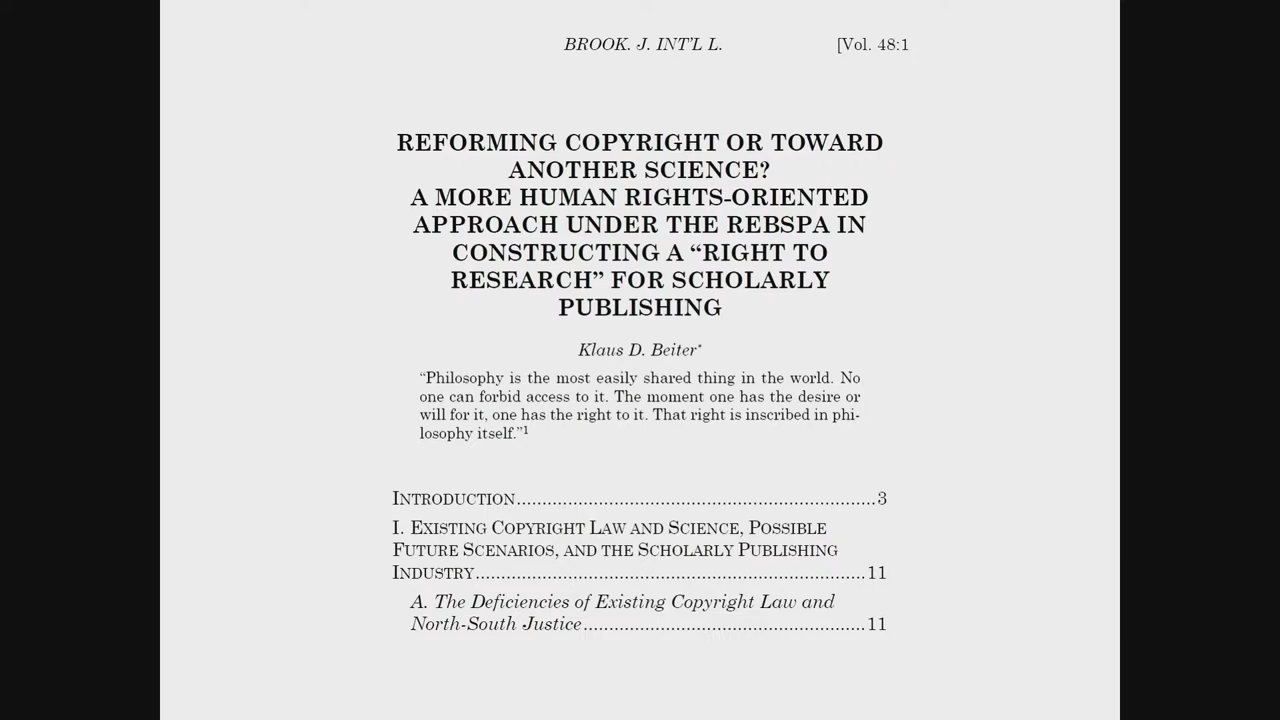 BROOK. J. INT'L L. [Vol. 48:1
REFORMING COPYRIGHT OR TOWARD
ANOTHER SCIENCE?
A MORE HUMAN RIGHTS-ORIENTED
APPROACH UNDER THE REBSPA IN
CONSTRUCTING A “RIGHT TO
RESEARCH” FOR SCHOLARLY
PUBLISHING
Klaus D. Beiter*
“Philosophy is the most easily shared thing in the world. No
one can forbid access to it. The moment one has the desire or
will for it, one has the right to it. That right is inscribed in phi-
losophy itself.”1
INTRODUCTION......................................................................3
I. EXISTING COPYRIGHT LAW AND SCIENCE, POSSIBLE
FUTURE SCENARIOS, AND THE SCHOLARLY PUBLISHING
INDUSTRY...........................................................................11
A. The Deficiencies of Existing Copyright Law and
North-South Justice.......................................................11